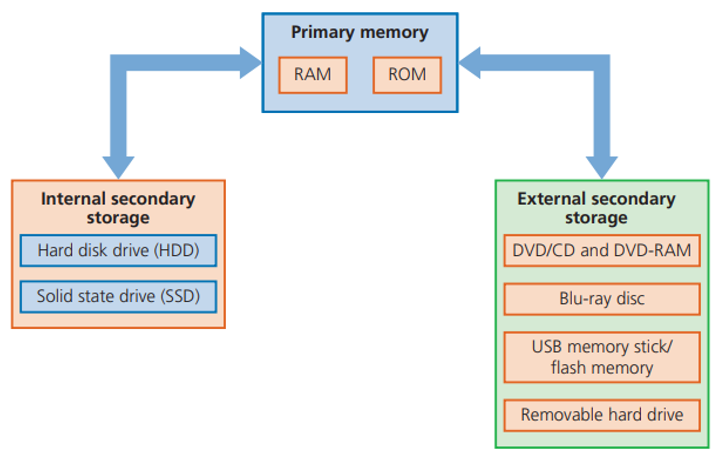 Primary memory
RAM
ROM
Internal secondary
storage
Hard disk drive (HDD)
Solid state drive (SSD)
External secondary
storage
DVD/CD and DVD-RAM
Blu-ray disc
USB memory stick/
flash memory
Removable hard drive